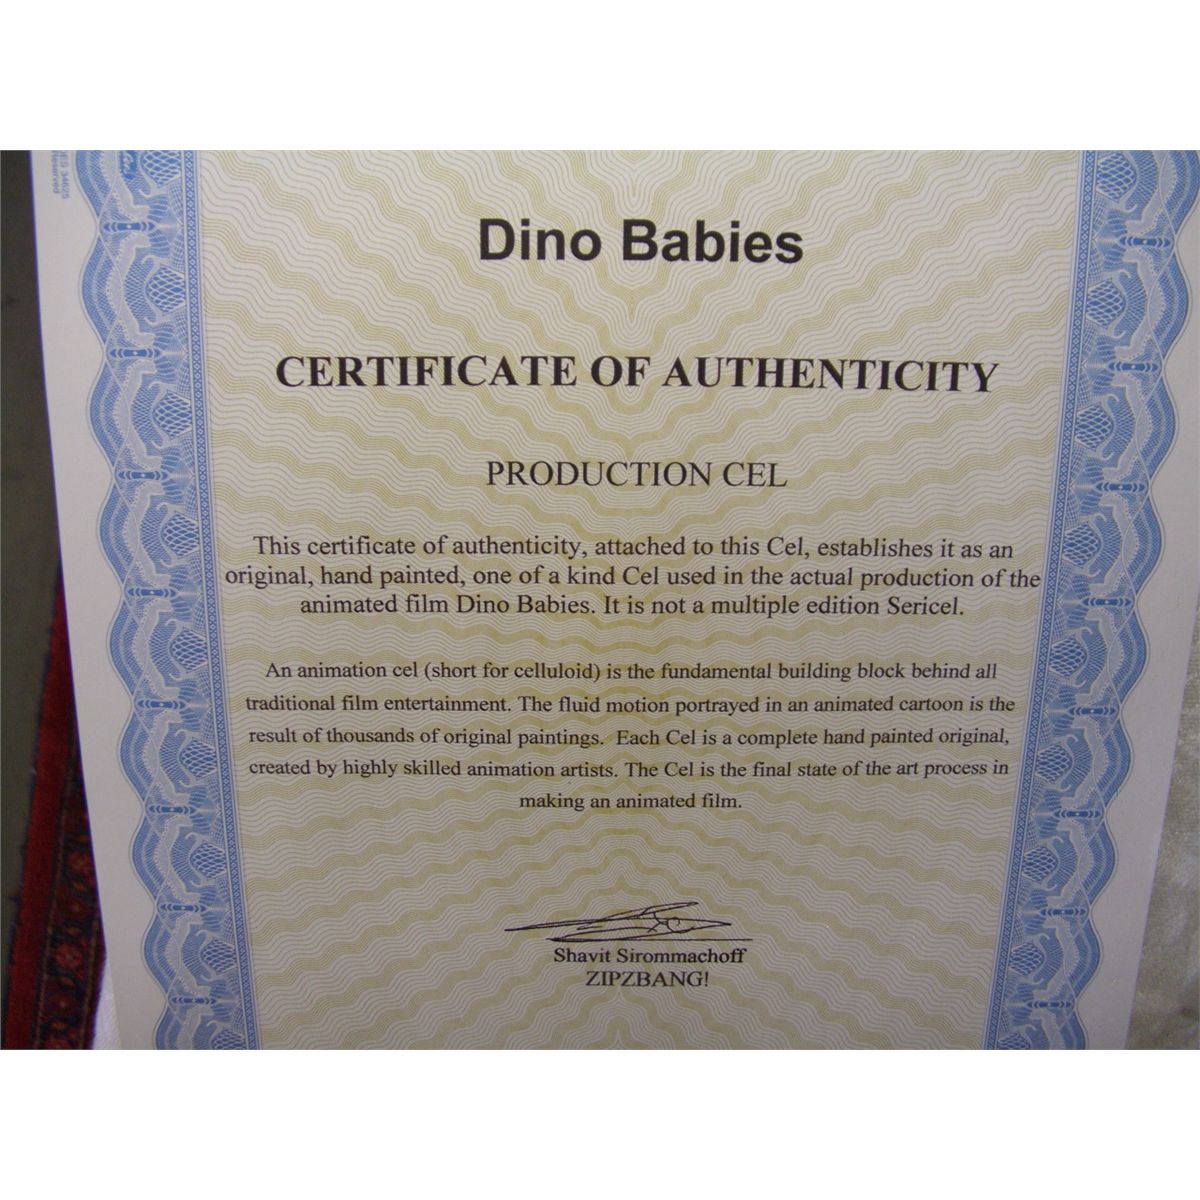 Dino Babies
CERTIFICATE OF AUTHENTICITY
PRODUCTION CEL
This certificate of authenticity, attached to this Cel, establishes it as an
original, hand painted, one of a kind Cel used in the actual production of the
animated film Dino Babies. It is not a multiple edition Sericel.
An animation cel (short for celluloid) is the fundamental building block behind all
traditional film entertainment. The fluid motion portrayed in an animated cartoon is the
result of thousands of original paintings. Each Cel is a complete hand painted original,
created by highly skilled animation artists. The Cel is the final state of the art process in
making an animated film.
Shavit Sirommachoff
ZIPZBANG!
34625
Reserved